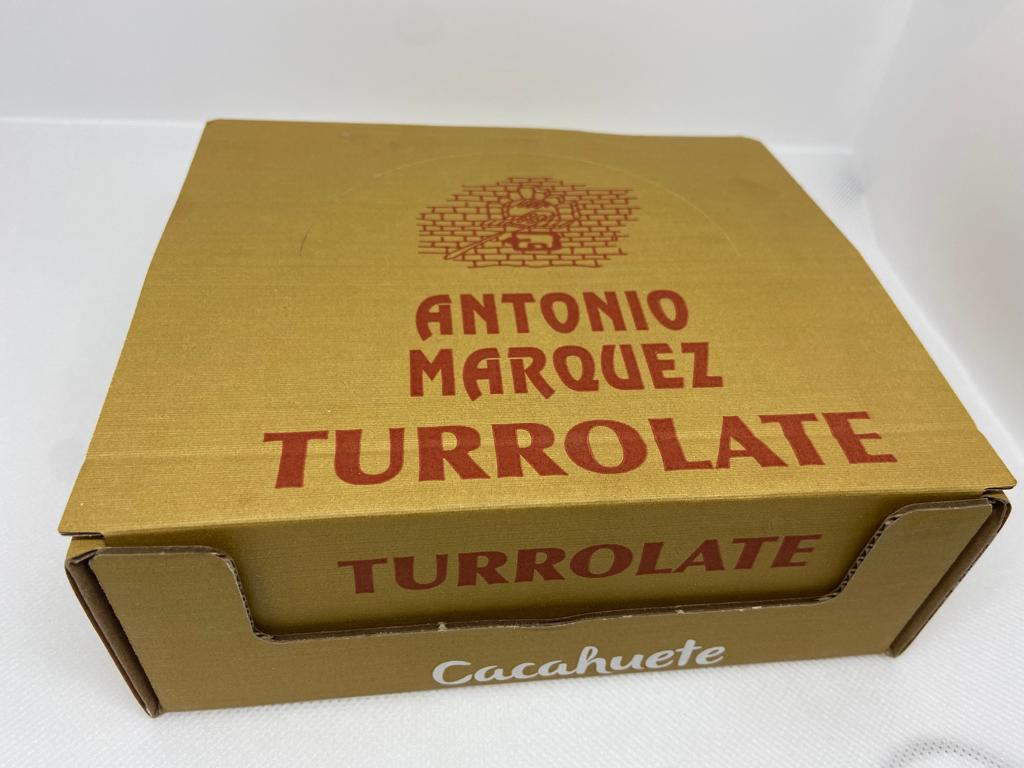 ANTONIO
MARQUEZ
TURROLATE
TURROLATE
Cacahuete